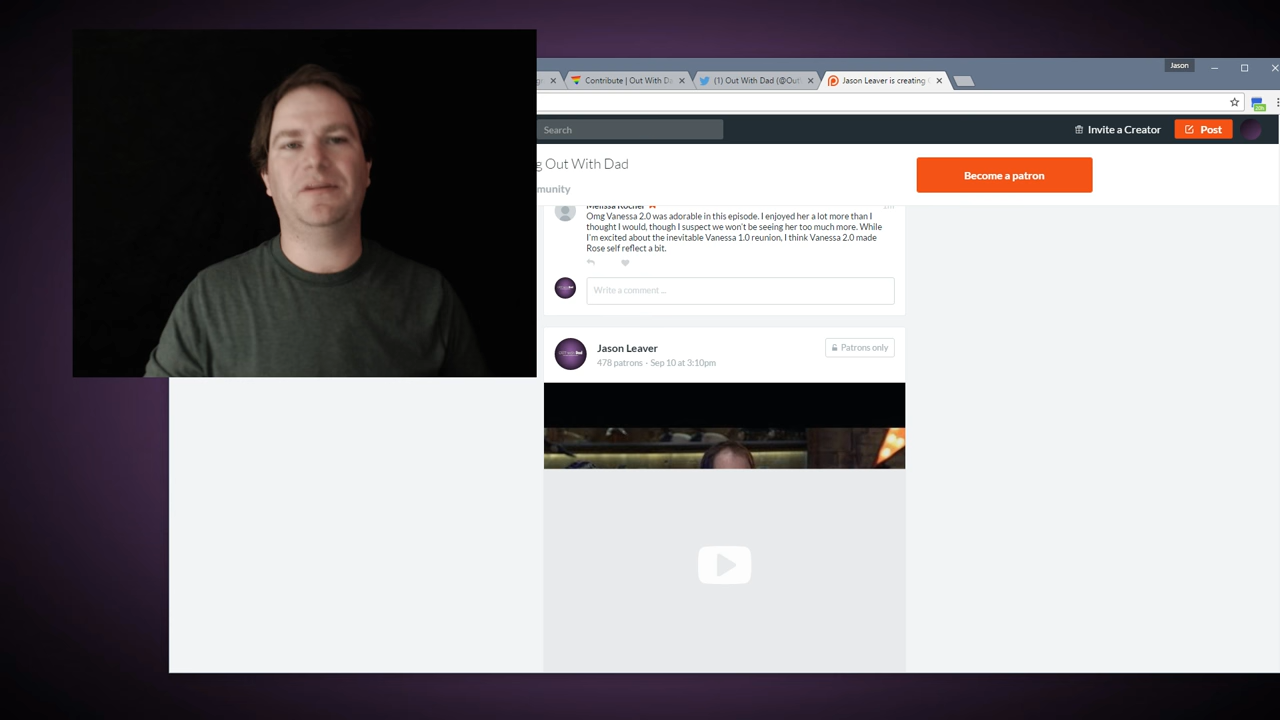 Jason
Contribute | Out With Da
(1) Out With Dad (@Out
Jason Leaver is creating
Search
Invite a Creator
Post
g Out With Dad
Become a patron
munity
Omg Vanessa 2.0 was adorable in this episode. I enjoyed her a lot more than I
thought I would, though I suspect we won't be seeing her too much more. While
I'm excited about the inevitable Vanessa 1.0 reunion, I think Vanessa 2.0 made
Rose self reflect a bit.
Write a comment ...
Jason Leaver
Patrons only
478 patrons - Sep 10 at 3:10pm